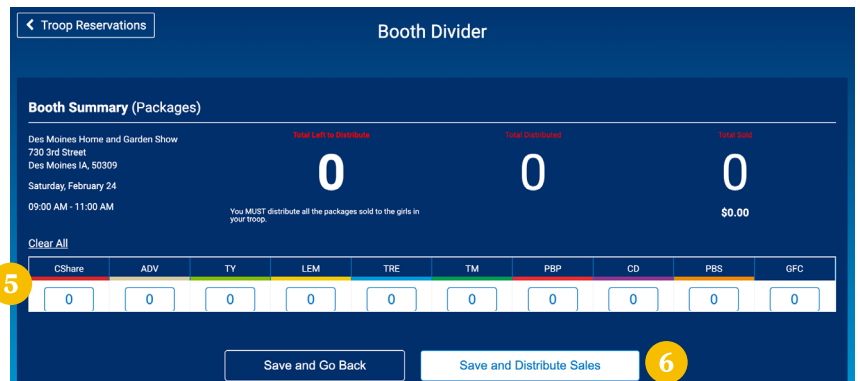 Troop Reservations
Booth Divider
Booth Summary (Packages)
Des Moines Home and Garden Show
730 3rd Street
Des Moines IA, 50309
Saturday, February 24
09:00 AM - 11:00 AM
Total Left to Distribute
0
You MUST distribute all the packages sold to the girls in
your troop.
Total Distributed
0
Total Sold
0
$0.00
Clear All
CShare ADV TY LEM TRE TM PBP CD PBS GFC
5 0 0 0 0 0 0 0 0 0 0
Save and Go Back Save and Distribute Sales 6